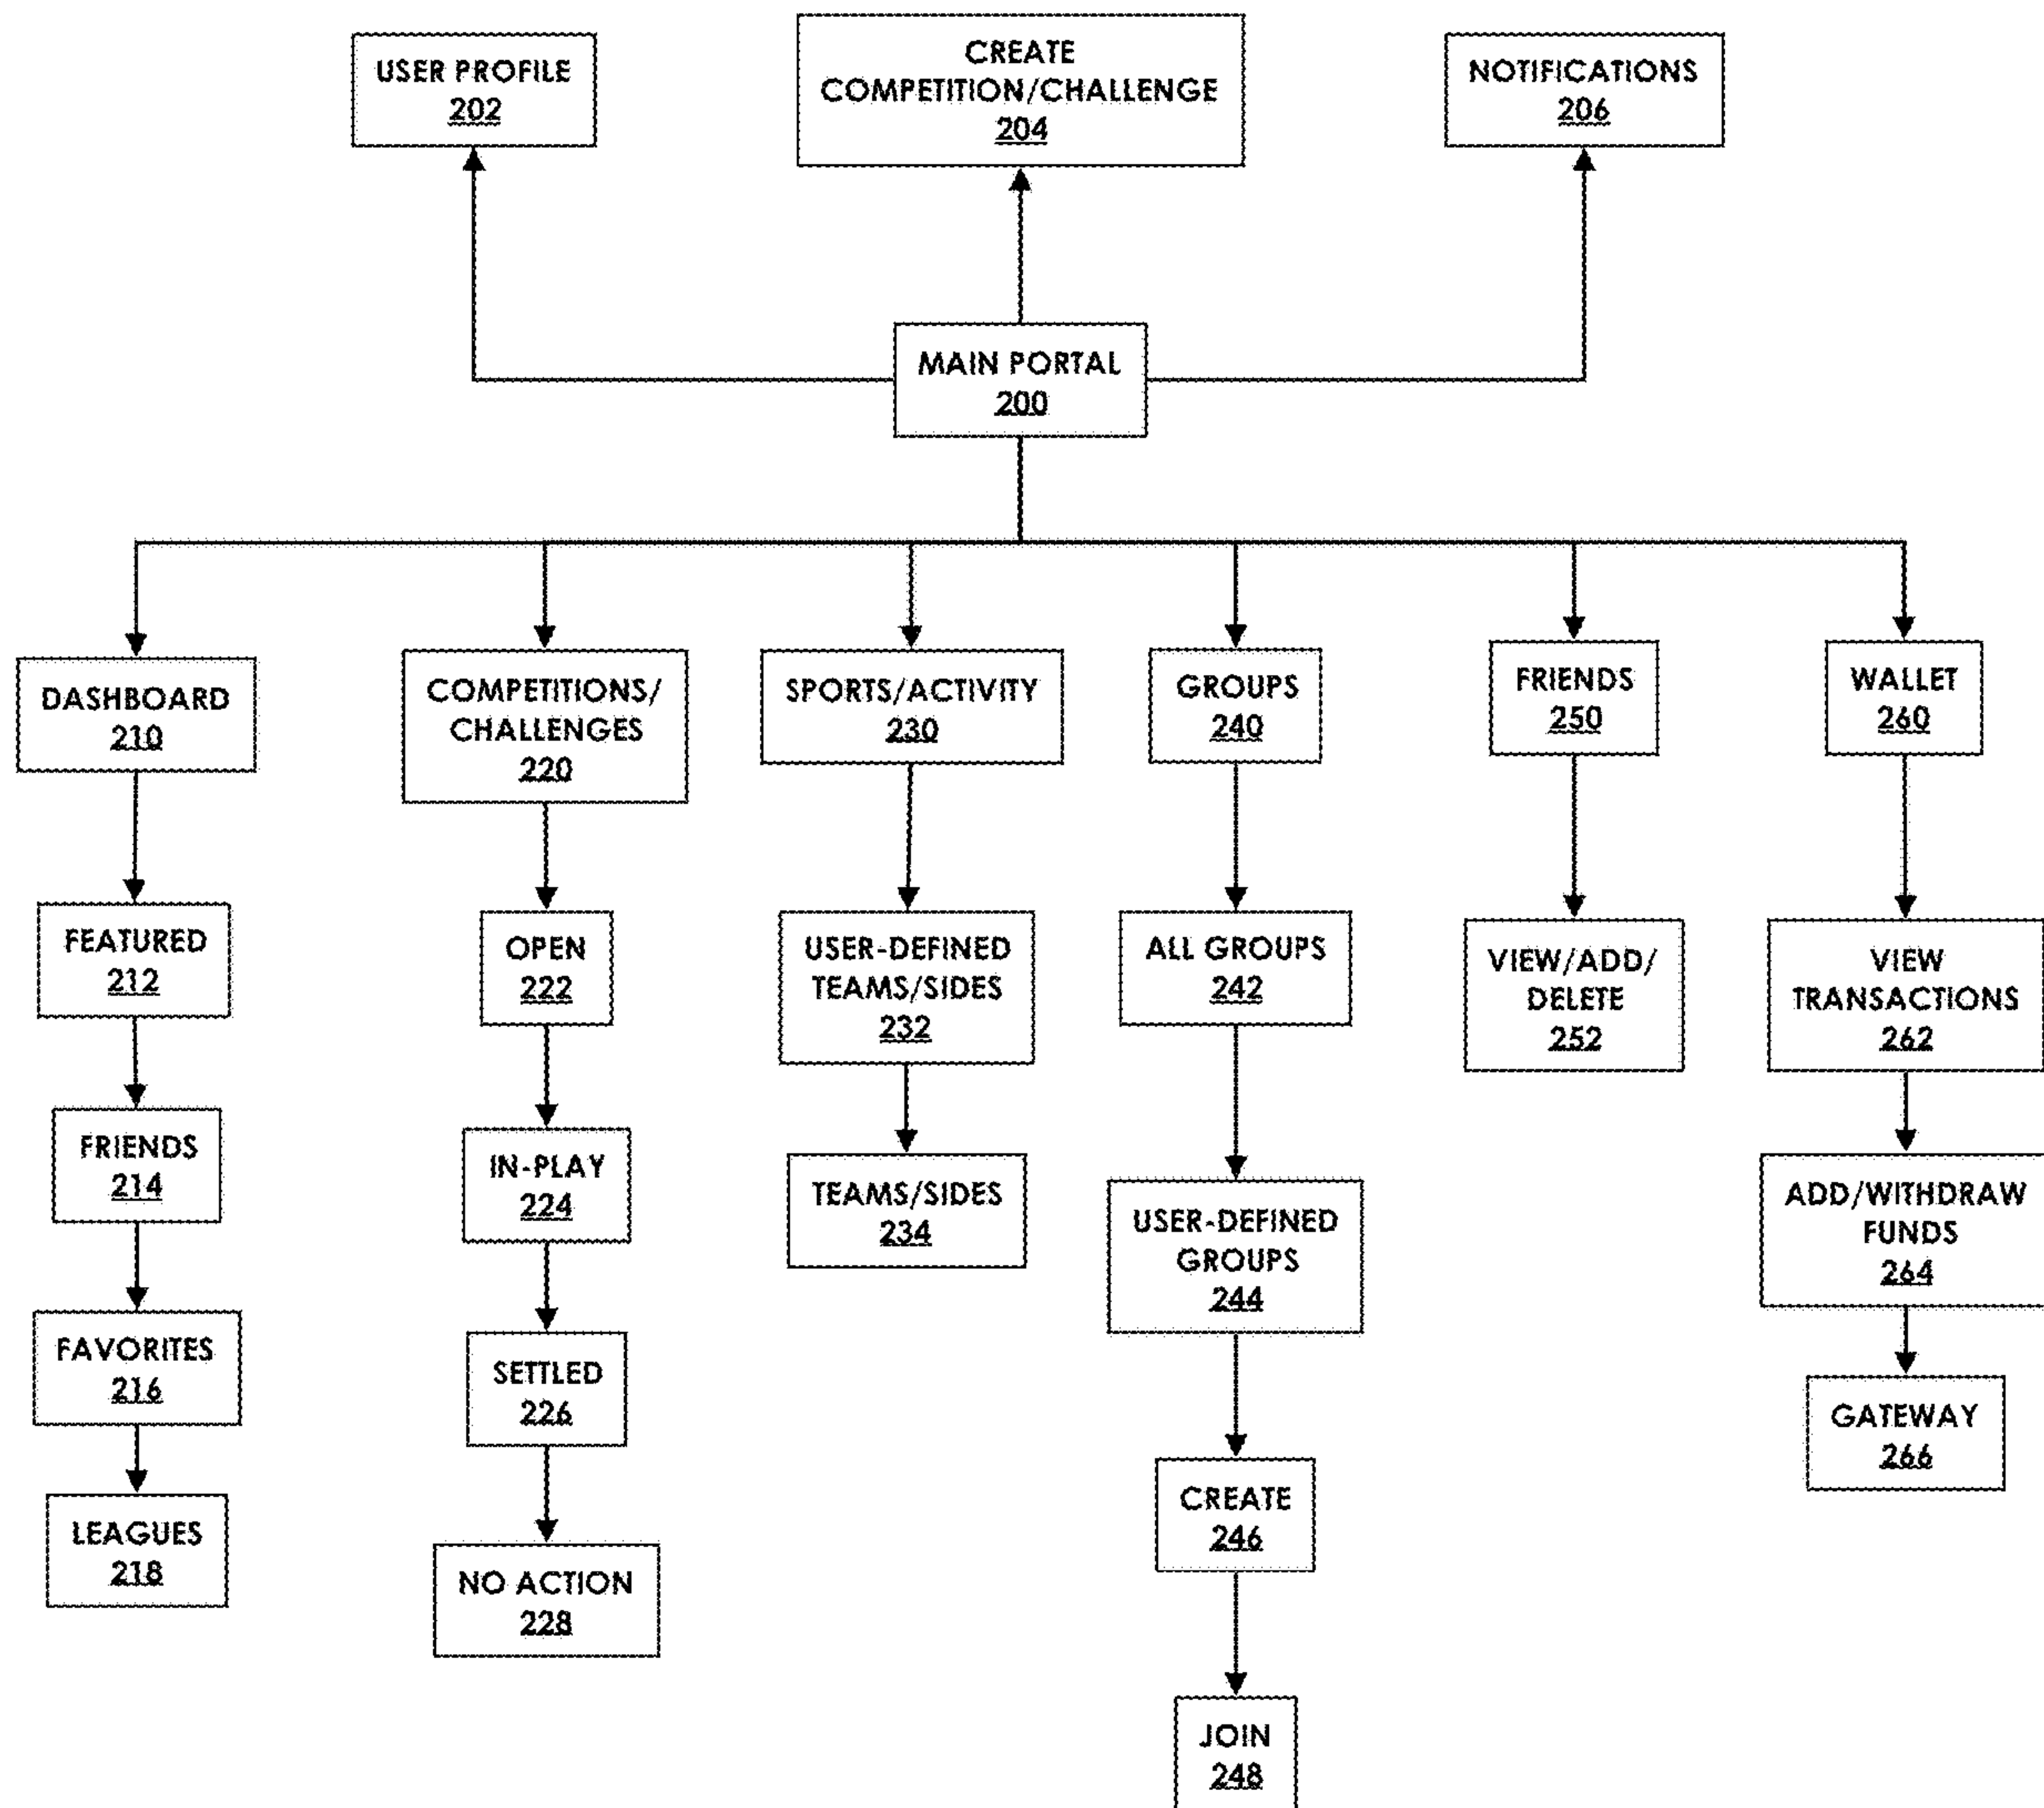 USER PROFILE
202
CREATE
COMPETITION/CHALLENGE
204
NOTIFICATIONS
206
MAIN PORTAL
200
DASHBOARD
210
COMPETITIONS/
CHALLENGES
220
SPORTS/ACTIVITY
230
GROUPS
240
FRIENDS
250
WALLET
260
FEATURED
212
OPEN
222
USER-DEFINED
TEAMS/SIDES
232
ALL GROUPS
242
VIEW/ADD/
DELETE
252
VIEW
TRANSACTIONS
262
FRIENDS
214
IN-PLAY
224
TEAMS/SIDES
234
USER-DEFINED
GROUPS
244
ADD/WITHDRAW
FUNDS
264
FAVORITES
216
SETTLED
226
CREATE
246
GATEWAY
266
LEAGUES
218
NO ACTION
228
JOIN
248